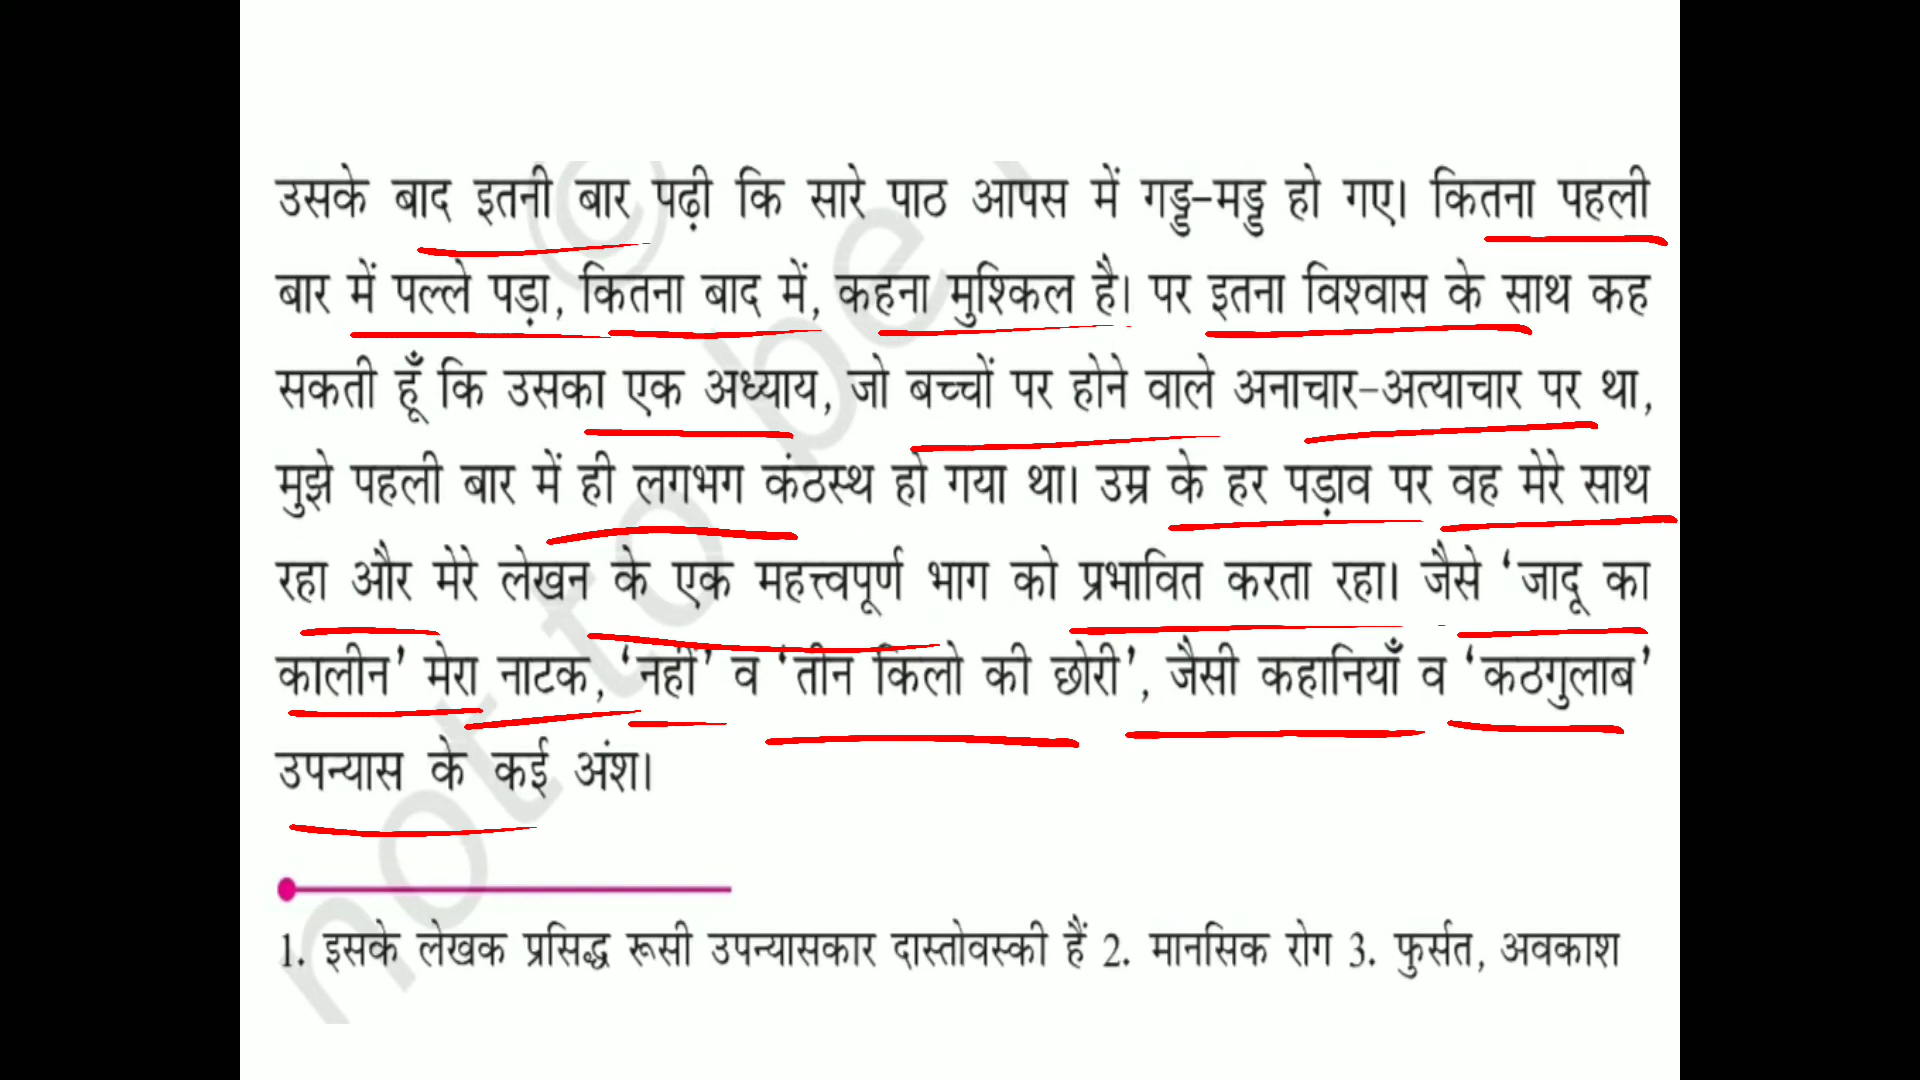 उसके बाद इतनी बार पढ़ी कि सारे पाठ आपस में गड्ड-मड्ड हो गए। कितना पहली
बार में पल्ले पड़ा, कितना बाद में, कहना मुश्किल है। पर इतना विश्वास के साथ कह
सकती हूँ कि उसका एक अध्याय, जो बच्चों पर होने वाले अनाचार-अत्याचार पर था,
मुझे पहली बार में ही लगभग कंठस्थ हो गया था। उम्र के हर पड़ाव पर वह मेरे साथ
रहा और मेरे लेखन के एक महत्त्वपूर्ण भाग को प्रभावित करता रहा। जैसे ‘जादू का
कालीन’ मेरा नाटक, ‘नहीं’ व ‘तीन किलो की छोरी’, जैसी कहानियाँ व ‘कठगुलाब’
उपन्यास के कई अंश।
1. इसके लेखक प्रसिद्ध रूसी उपन्यासकार दास्तोवस्की हैं 2. मानसिक रोग 3. फुर्सत, अवकाश
© not to be